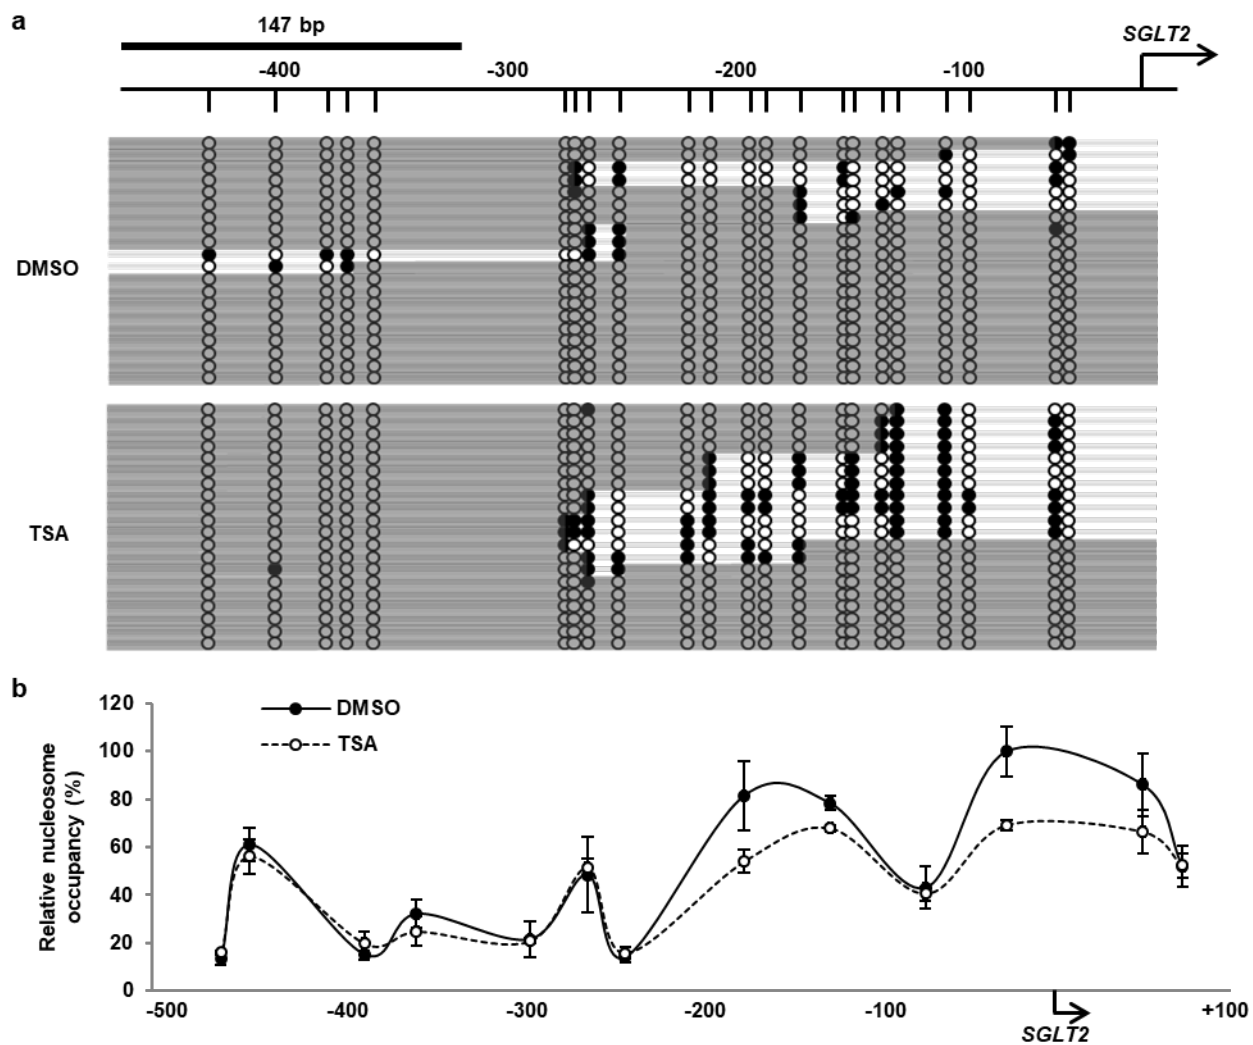 a
147 bp
SGLT2
-400 -300 -200 -100
DMSO
TSA
b
DMSO
TSA
Relative nucleosome
occupancy (%)
120
100
80
60
40
20
0
-500 -400 -300 -200 -100 +100
SGLT2